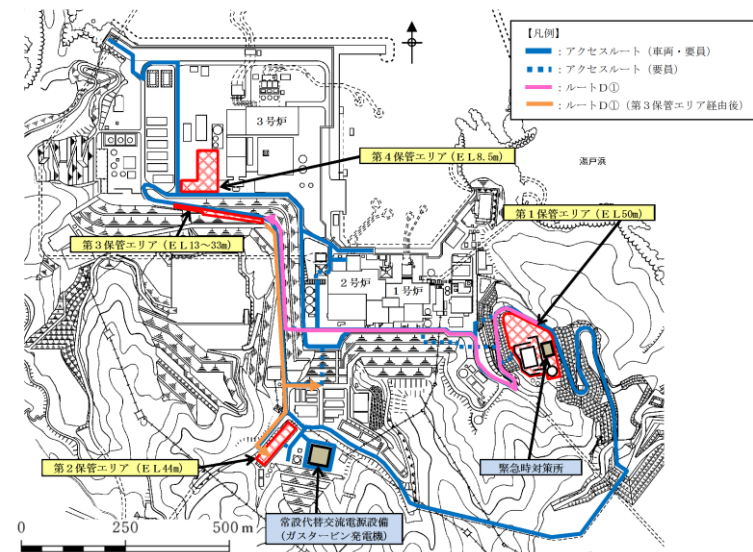 【凡例】
：アクセスルート（車両・要員）
：アクセスルート（要員）
：ルートD①
：ルートD①（第3保管エリア経由後）
3号炉
第4保管エリア（EL8.5m）
湯戸浜
第1保管エリア（EL50m）
第3保管エリア（EL13～33m）
2号炉
1号炉
第2保管エリア（EL44m）
緊急時対策所
常設代替交流電源設備
（ガスタービン発電機）
0 250 500 m